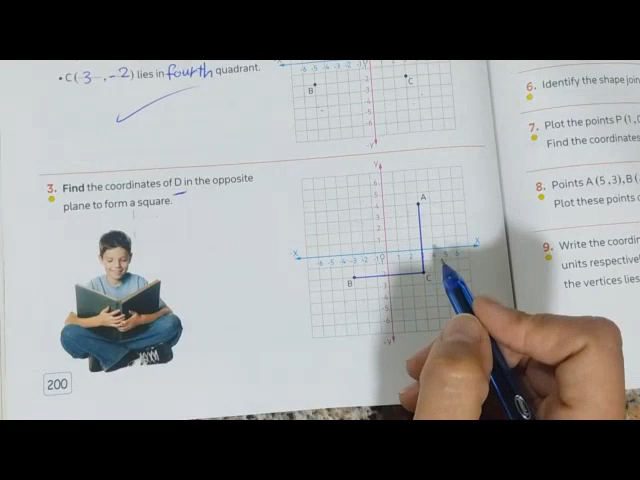 • C(3, -2) lies in fourth quadrant.
B
C
-Y
3. Find the coordinates of D in the opposite
plane to form a square.
Y
A
-X
X
B
C
-Y
200
6. Identify the shape join
7. Plot the points P (1,
Find the coordinates
8. Points A (5 ,3), B (
Plot these points
9. Write the coordin
units respectivel
the vertices lies